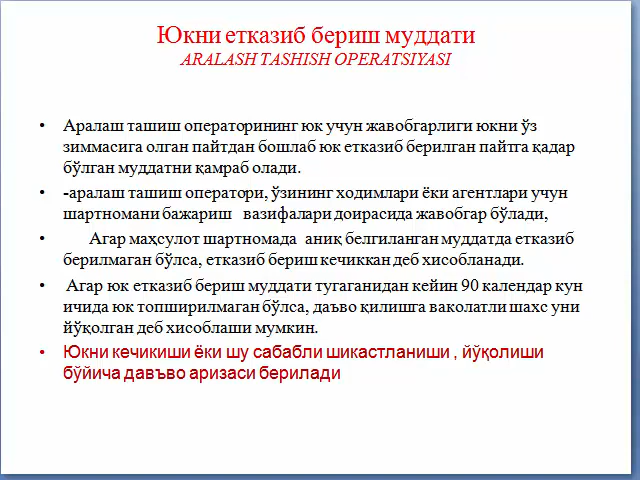 Юкни етказиб бериш муддати
ARALASH TASHISH OPERATSIYASI
• Аралаш ташиш операторининг юк учун жавобгарлиги юкни ўз
зиммасига олган пайтдан бошлаб юк етказиб берилган пайтга қадар
бўлган муддатни қамраб олади.
• -аралаш ташиш оператори, ўзининг ходимлари ёки агентлари учун
шартномани бажариш вазифалари доирасида жавобгар бўлади,
• Агар маҳсулот шартномада аниқ белгиланган муддатда етказиб
берилмаган бўлса, етказиб бериш кечиккан деб хисобланади.
• Агар юк етказиб бериш муддати тугаганидан кейин 90 календар кун
ичида юк топширилмаган бўлса, даъво қилишга ваколатли шахс уни
йўқолган деб хисоблаши мумкин.
• Юкни кечикиши ёки шу сабабли шикастланиши , йўқолиши
бўйича давъво аризаси берилади